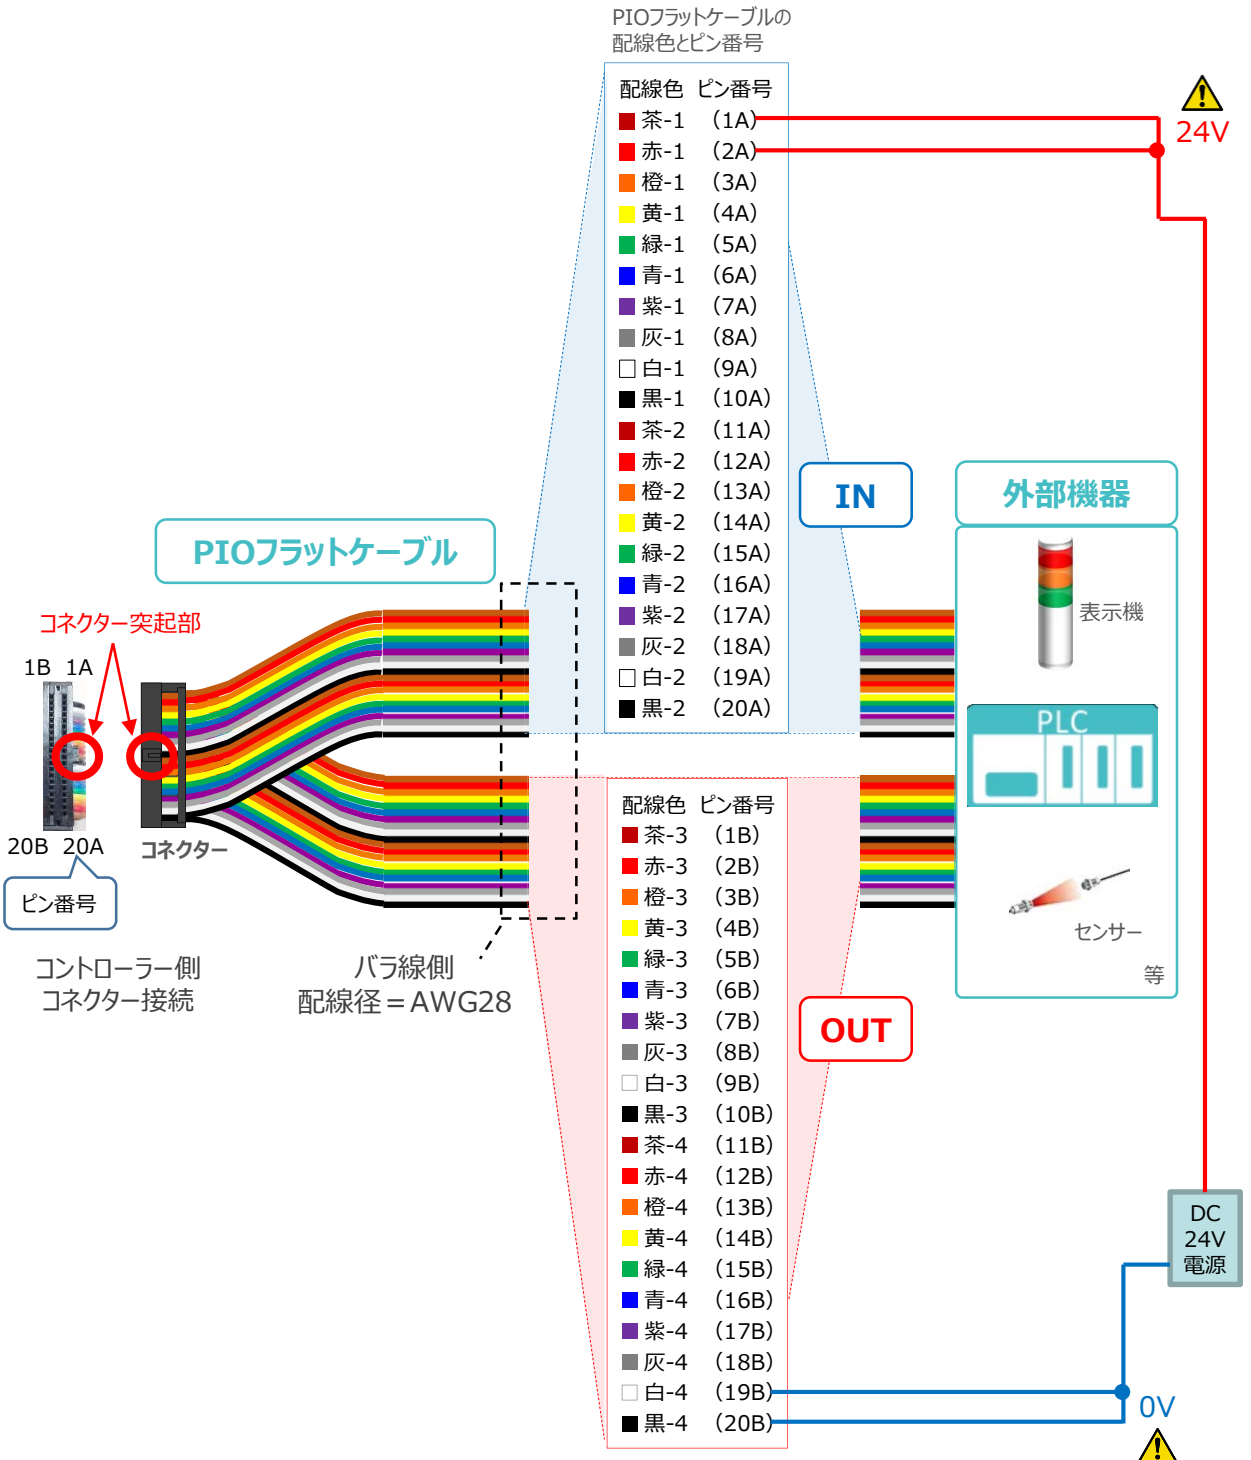 PIOフラットケーブルの
配線色とピン番号
配線色 ピン番号
茶-1 （1A）
赤-1 （2A）
橙-1 （3A）
黄-1 （4A）
緑-1 （5A）
青-1 （6A）
紫-1 （7A）
灰-1 （8A）
白-1 （9A）
黒-1 （10A）
茶-2 （11A）
赤-2 （12A）
橙-2 （13A）
黄-2 （14A）
緑-2 （15A）
青-2 （16A）
紫-2 （17A）
灰-2 （18A）
白-2 （19A）
黒-2 （20A）
24V
IN
外部機器
表示機
PLC
センサー
等
PIOフラットケーブル
コネクター突起部
1B 1A
20B 20A
コネクター
ピン番号
コントローラー側
コネクター接続
バラ線側
配線径＝AWG28
配線色 ピン番号
茶-3 （1B）
赤-3 （2B）
橙-3 （3B）
黄-3 （4B）
緑-3 （5B）
青-3 （6B）
紫-3 （7B）
灰-3 （8B）
白-3 （9B）
黒-3 （10B）
茶-4 （11B）
赤-4 （12B）
橙-4 （13B）
黄-4 （14B）
緑-4 （15B）
青-4 （16B）
紫-4 （17B）
灰-4 （18B）
白-4 （19B）
黒-4 （20B）
OUT
DC
24V
電源
0V